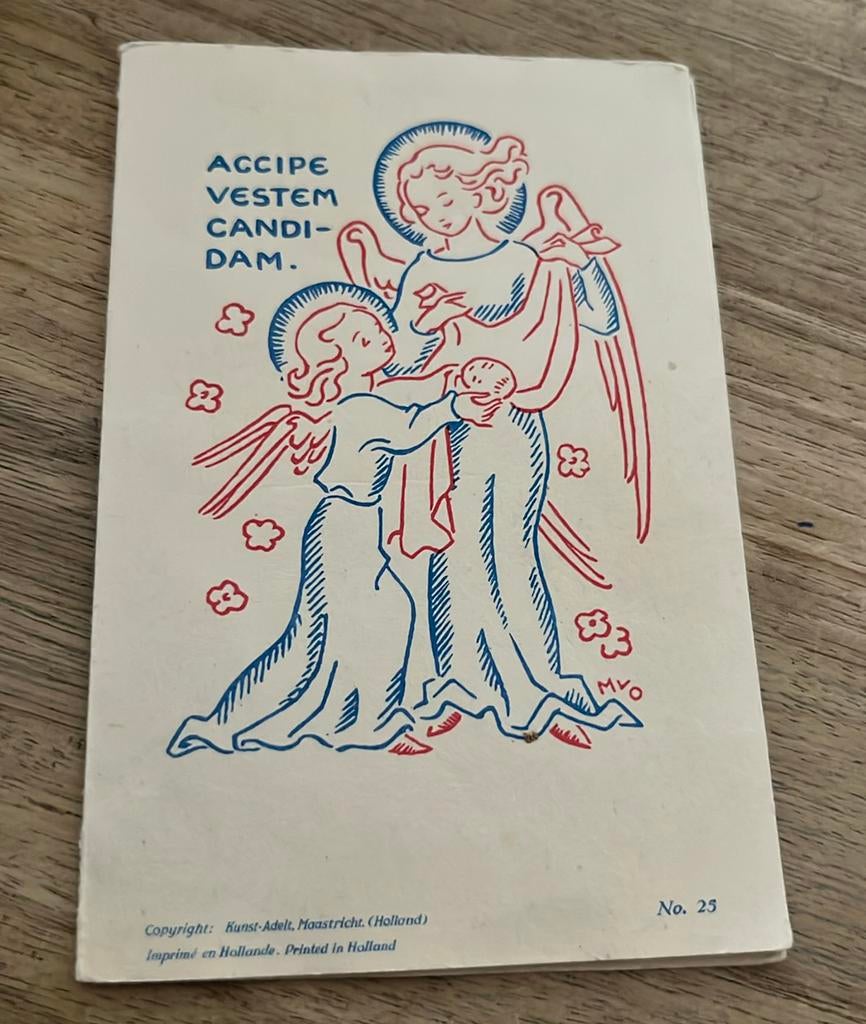 ACCIPE
VESTEM
CANDI-
DAM.
MVO
No. 25
Copyright: Kunst-Adelt, Maastricht. (Holland)
Imprimé en Hollande. Printed in Holland